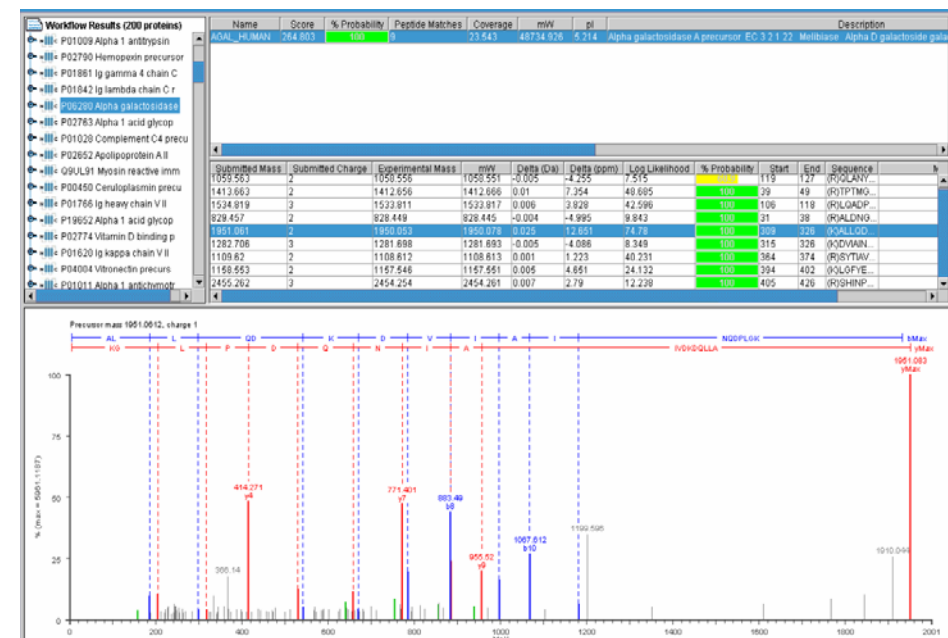 Workflow Results (200 proteins)
P01009 Alpha 1 antitrypsin
P02790 Hemopexin precursor
P01861 Ig gamma 4 chain C
P01842 Ig lambda chain C r
P06280 Alpha galactosidase
P02763 Alpha 1 acid glycop
P01028 Complement C4 precu
P02652 Apolipoprotein A II
Q9UL91 Myosin reactive imm
P00450 Ceruloplasmin precu
P01766 Ig heavy chain V II
P19652 Alpha 1 acid glycop
P02774 Vitamin D binding p
P01620 Ig kappa chain V II
P04004 Vitronectin precurs
P01011 Alpha 1 antichymotr
Name Score % Probability Peptide Matches Coverage mW pI Description
AGAL_HUMAN 264.803 100 9 23.543 48734.926 5.214 Alpha galactosidase A precursor EC 3 2 1 22 Melibiase Alpha D galactoside gala
Submitted Mass Submitted Charge Experimental Mass mW Delta (Da) Delta (ppm) Log Likelihood % Probability Start End Sequence M
1059.563 2 1058.556 1058.551 -0.005 -4.255 7.515 119 127 (R)GLANY...
1413.663 2 1412.656 1412.666 0.01 7.354 48.685 100 39 49 (R)TPTMG...
1534.819 3 1533.811 1533.817 0.006 3.828 42.596 100 106 118 (R)LQADP...
829.457 2 828.449 828.445 -0.004 -4.995 9.843 100 31 38 (R)ALDNG...
1951.061 2 1950.053 1950.078 0.025 12.651 74.78 100 309 326 (K)ALLQD...
1282.706 3 1281.698 1281.693 -0.005 -4.086 8.349 100 315 326 (K)DVIAIN...
1109.62 2 1108.612 1108.613 0.001 1.223 40.231 100 364 374 (R)SYTIAV...
1158.553 2 1157.546 1157.551 0.005 4.651 24.132 100 394 402 (K)LGFYE...
2455.262 3 2454.254 2454.261 0.007 2.79 12.238 100 405 426 (R)SHINP...
Precursor mass 1951.0612, charge 1
AL L QD K D V I A I NQDPLGK bMax
KG L P D Q N I A IVDKDQLLA yMax
1951.083
yMax
100
75
50
25
0
% (max = 5951.1187)
414.271
y4
771.401
y7
883.49
b8
955.52
y9
1067.612
b10
1199.595
1910.044
366.14
0 200 400 600 800 1000 1200 1400 1600 1800 2000